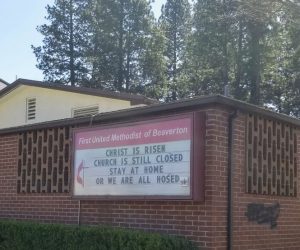 First United Methodist of Beaverton
CHRIST IS RISEN
CHURCH IS STILL CLOSED
STAY AT HOME
OR WE ARE ALL HOSED